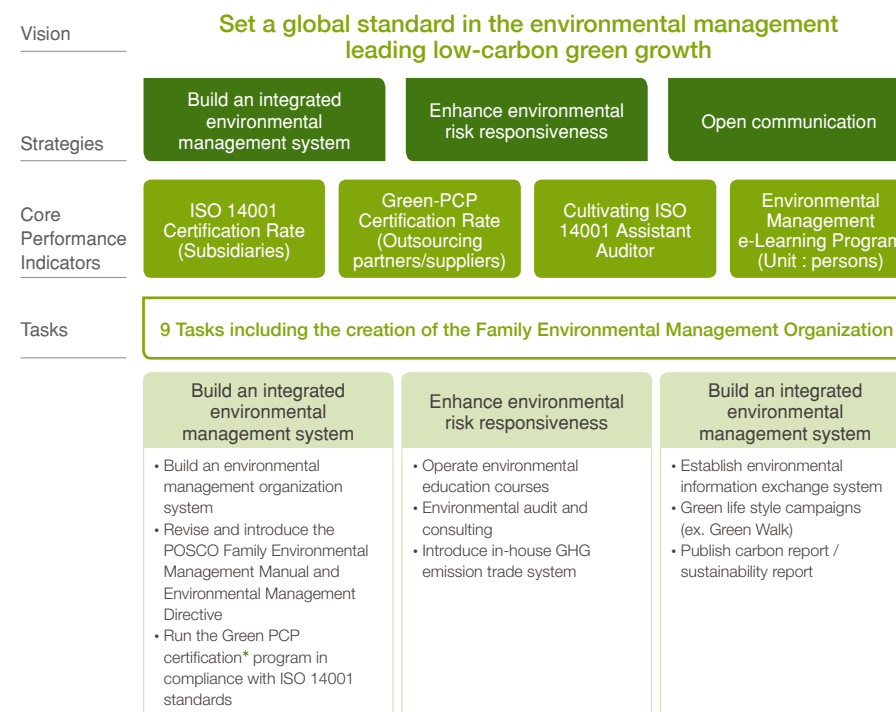 Vision
Set a global standard in the environmental management
leading low-carbon green growth
Strategies
Build an integrated
environmental
management system
Enhance environmental
risk responsiveness
Open communication
Core
Performance
Indicators
ISO 14001
Certification Rate
(Subsidiaries)
Green-PCP
Certification Rate
(Outsourcing
partners/suppliers)
Cultivating ISO
14001 Assistant
Auditor
Environmental
Management
e-Learning Program
(Unit : persons)
Tasks
9 Tasks including the creation of the Family Environmental Management Organization
Build an integrated
environmental
management system
• Build an environmental
management organization
system
• Revise and introduce the
POSCO Family Environmental
Management Manual and
Environmental Management
Directive
• Run the Green PCP
certification* program in
compliance with ISO 14001
standards
Enhance environmental
risk responsiveness
• Operate environmental
education courses
• Environmental audit and
consulting
• Introduce in-house GHG
emission trade system
Build an integrated
environmental
management system
• Establish environmental
information exchange system
• Green life style campaigns
(ex. Green Walk)
• Publish carbon report /
sustainability report